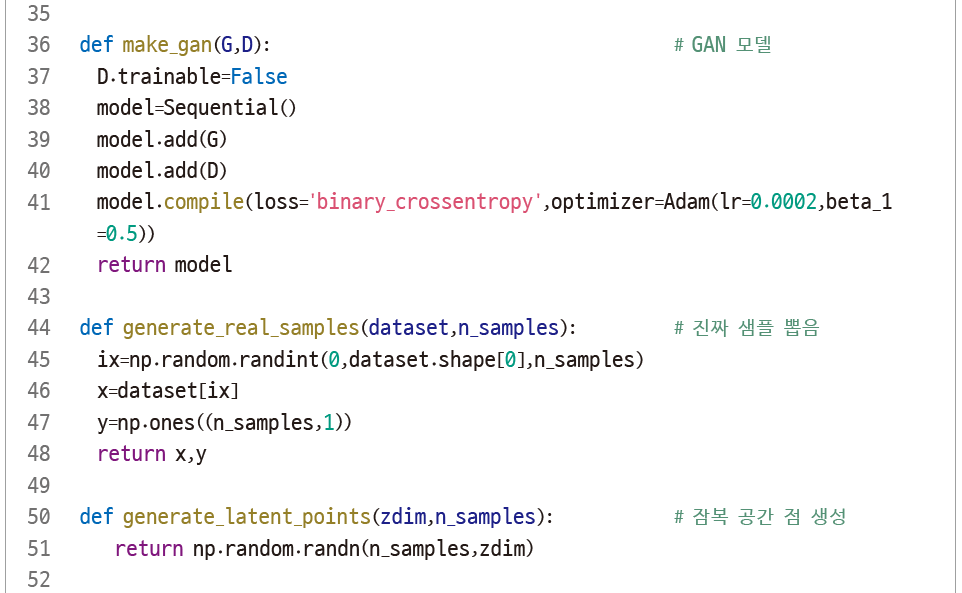 35
36 def make_gan(G,D): # GAN 모델
37 D.trainable=False
38 model=Sequential()
39 model.add(G)
40 model.add(D)
41 model.compile(loss='binary_crossentropy',optimizer=Adam(lr=0.0002,beta_1
=0.5))
42 return model
43
44 def generate_real_samples(dataset,n_samples): # 진짜 샘플 뽑음
45 ix=np.random.randint(0,dataset.shape[0],n_samples)
46 x=dataset[ix]
47 y=np.ones((n_samples,1))
48 return x,y
49
50 def generate_latent_points(zdim,n_samples): # 잠복 공간 점 생성
51 return np.random.randn(n_samples,zdim)
52